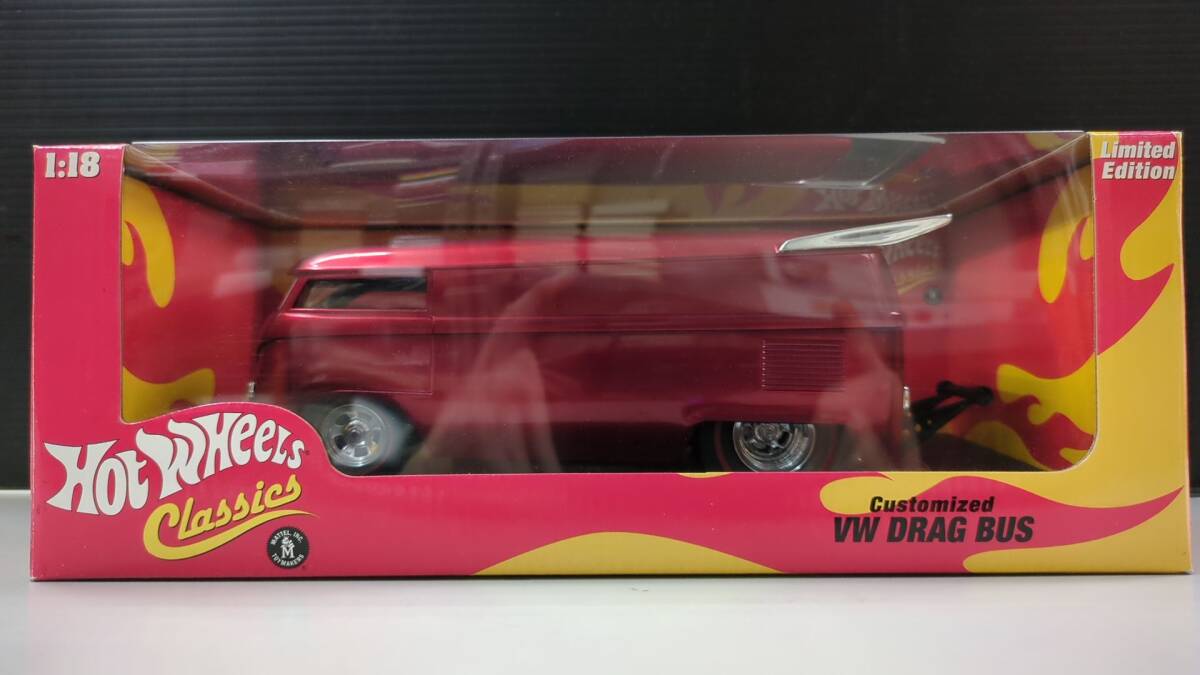 1:18
Limited
Edition
HOT WHEELS
Classics
MATTEL, INC.
M
TOYMAKERS
Customized
VW DRAG BUS